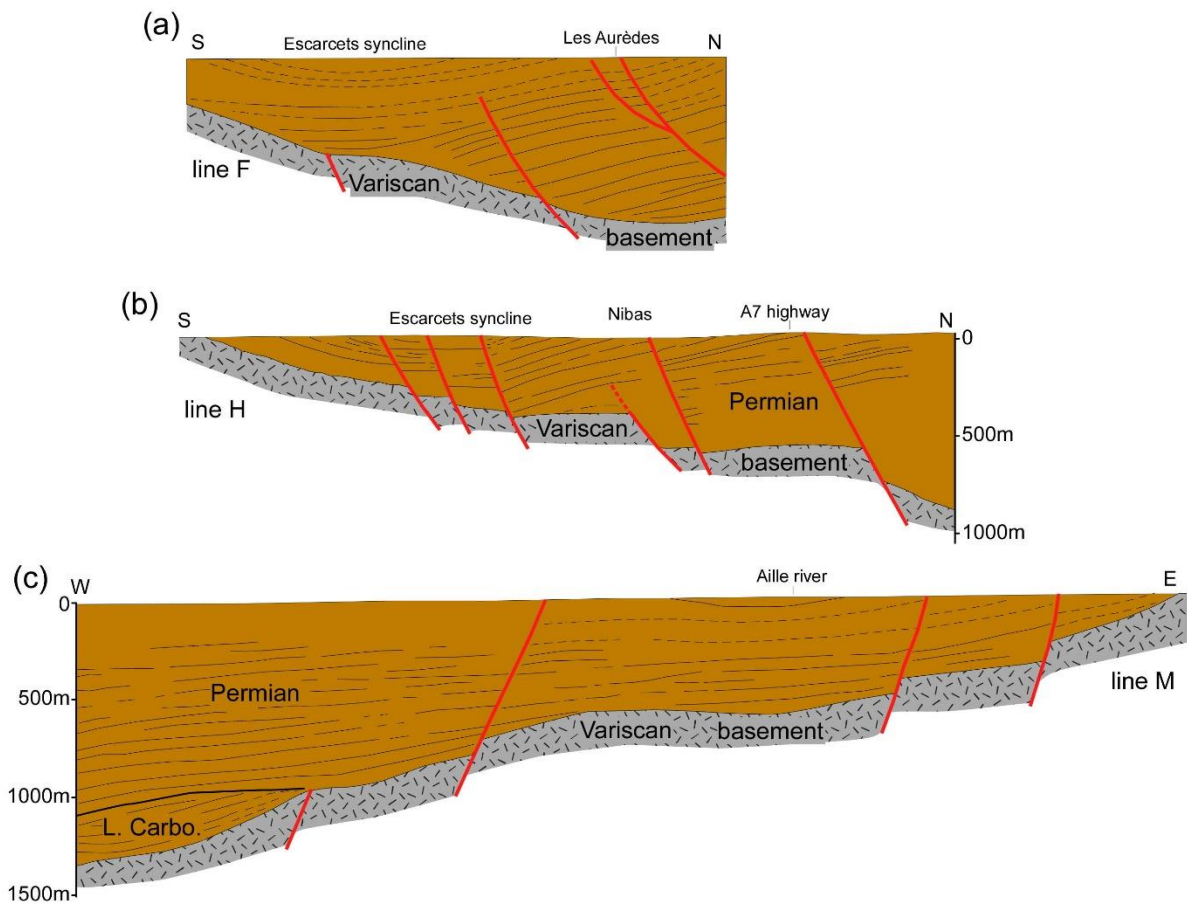 (a)
S
Escarcets syncline
Les Aurèdes
N
line F
Variscan
basement
(b)
S
Escarcets syncline
Nibas
A7 highway
N
0
line H
Variscan
Permian
basement
500m
1000m
(c)
W
Aille river
E
0
Permian
500m
line M
Variscan basement
1000m
L. Carbo.
1500m